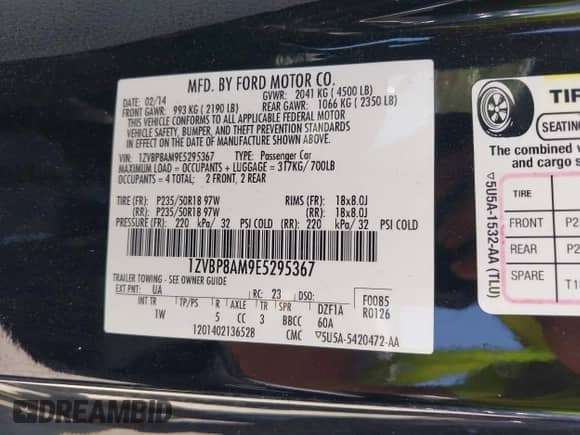 MFD. BY FORD MOTOR CO.
DATE: 02/14 GVWR: 2041 KG ( 4500 LB)
FRONT GAWR: 993 KG ( 2190 LB) REAR GAWR: 1066 KG ( 2350 LB)
THIS VEHICLE CONFORMS TO ALL APPLICABLE FEDERAL MOTOR
VEHICLE SAFETY, BUMPER, AND THEFT PREVENTION STANDARDS
IN EFFECT ON THE DATE OF MANUFACTURE SHOWN ABOVE.
VIN: 1ZVBP8AM9E5295367 TYPE: Passenger Car
MAXIMUM LOAD = OCCUPANTS + LUGGAGE = 317KG/ 700LB
OCCUPANTS = 4 TOTAL; 2 FRONT, 2 REAR
TIRE (FR): P235/50R18 97W RIMS (FR): 18x8.0J
(RR): P235/50R18 97W (RR): 18x8.0J
PRESSURE (FR): 220 kPa/ 32 PSI COLD (RR): 220 kPa/ 32 PSI COLD
1ZVBP8AM9E5295367
TRAILER TOWING - SEE OWNER GUIDE
EXT PNT: UA RC: 23 DSO: F0085
INT TR TP/PS R AXLE TR SPR DZF1A R0126
1W 5 CC 3 BBCC 60A
1201402136528 CMC 5U5A-5420472-AA
5U5A-1532-AA (TLU)
TIR
SEATING
The combined
and cargo s
TIRE
FRONT P2
REAR P2
SPARE T1
DREAMBID